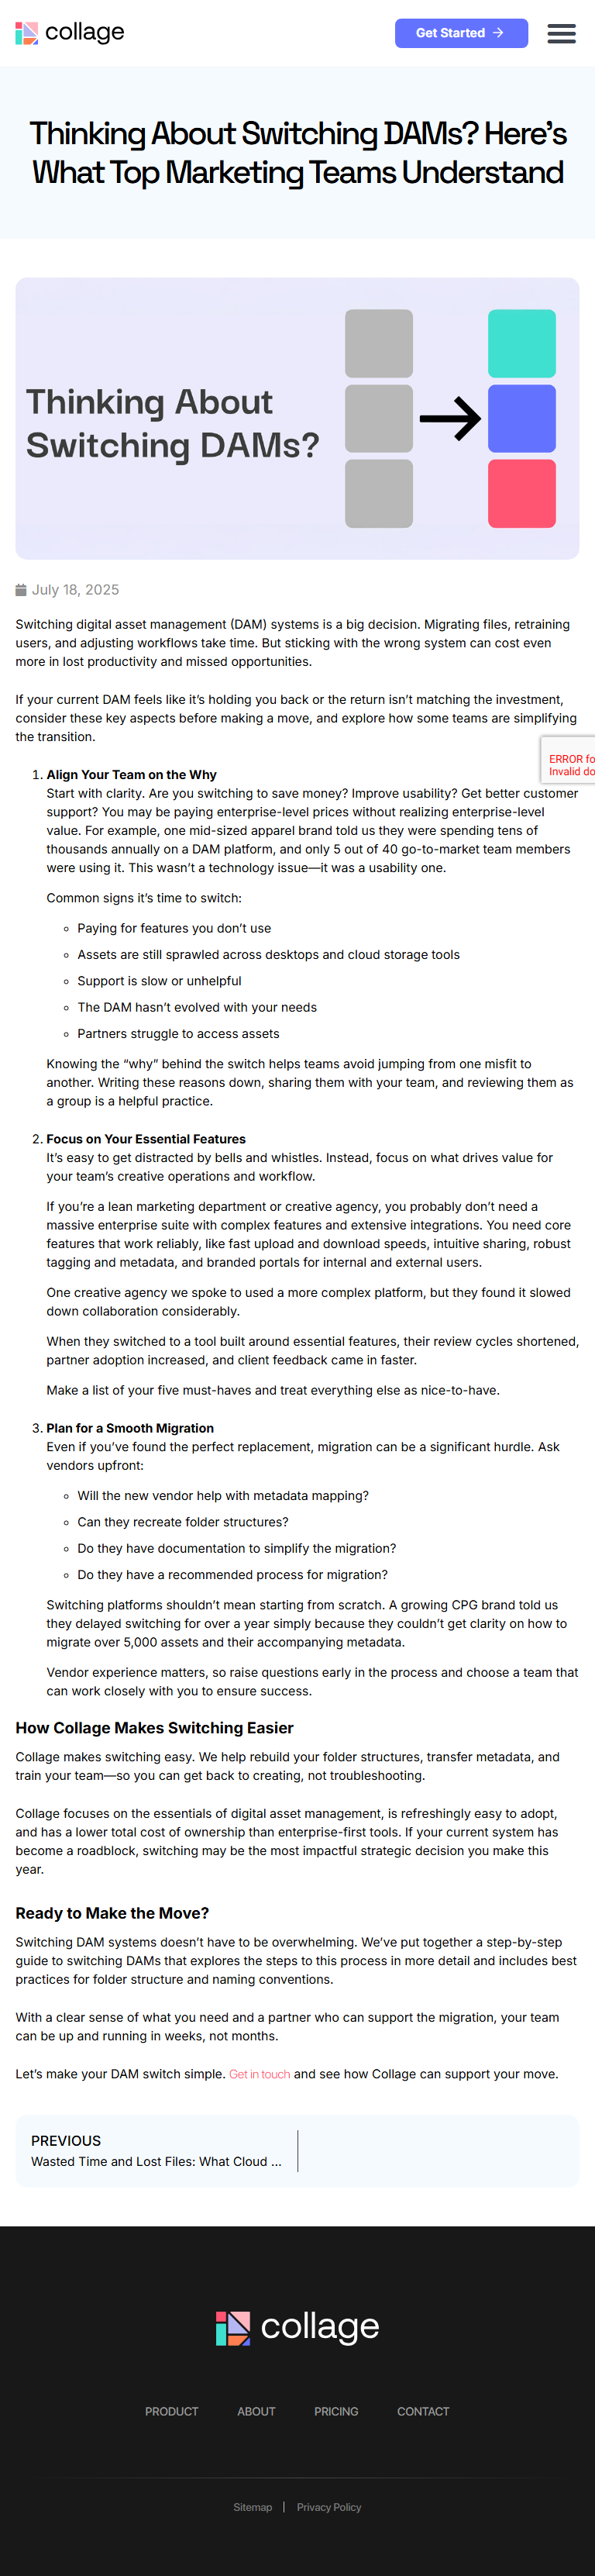 collage
Get Started
Thinking About Switching DAMs? Here’s
What Top Marketing Teams Understand
Thinking About
Switching DAMs?
July 18, 2025
Switching digital asset management (DAM) systems is a big decision. Migrating files, retraining
users, and adjusting workflows take time. But sticking with the wrong system can cost even
more in lost productivity and missed opportunities.
If your current DAM feels like it’s holding you back or the return isn’t matching the investment,
consider these key aspects before making a move, and explore how some teams are simplifying
the transition.
ERROR fo
Invalid do
1. Align Your Team on the Why
Start with clarity. Are you switching to save money? Improve usability? Get better customer
support? You may be paying enterprise-level prices without realizing enterprise-level
value. For example, one mid-sized apparel brand told us they were spending tens of
thousands annually on a DAM platform, and only 5 out of 40 go-to-market team members
were using it. This wasn’t a technology issue—it was a usability one.
Common signs it’s time to switch:
Paying for features you don’t use
Assets are still sprawled across desktops and cloud storage tools
Support is slow or unhelpful
The DAM hasn’t evolved with your needs
Partners struggle to access assets
Knowing the “why” behind the switch helps teams avoid jumping from one misfit to
another. Writing these reasons down, sharing them with your team, and reviewing them as
a group is a helpful practice.
2. Focus on Your Essential Features
It’s easy to get distracted by bells and whistles. Instead, focus on what drives value for
your team’s creative operations and workflow.
If you’re a lean marketing department or creative agency, you probably don’t need a
massive enterprise suite with complex features and extensive integrations. You need core
features that work reliably, like fast upload and download speeds, intuitive sharing, robust
tagging and metadata, and branded portals for internal and external users.
One creative agency we spoke to used a more complex platform, but they found it slowed
down collaboration considerably.
When they switched to a tool built around essential features, their review cycles shortened,
partner adoption increased, and client feedback came in faster.
Make a list of your five must-haves and treat everything else as nice-to-have.
3. Plan for a Smooth Migration
Even if you’ve found the perfect replacement, migration can be a significant hurdle. Ask
vendors upfront:
Will the new vendor help with metadata mapping?
Can they recreate folder structures?
Do they have documentation to simplify the migration?
Do they have a recommended process for migration?
Switching platforms shouldn’t mean starting from scratch. A growing CPG brand told us
they delayed switching for over a year simply because they couldn’t get clarity on how to
migrate over 5,000 assets and their accompanying metadata.
Vendor experience matters, so raise questions early in the process and choose a team that
can work closely with you to ensure success.
How Collage Makes Switching Easier
Collage makes switching easy. We help rebuild your folder structures, transfer metadata, and
train your team—so you can get back to creating, not troubleshooting.
Collage focuses on the essentials of digital asset management, is refreshingly easy to adopt,
and has a lower total cost of ownership than enterprise-first tools. If your current system has
become a roadblock, switching may be the most impactful strategic decision you make this
year.
Ready to Make the Move?
Switching DAM systems doesn’t have to be overwhelming. We’ve put together a step-by-step
guide to switching DAMs that explores the steps to this process in more detail and includes best
practices for folder structure and naming conventions.
With a clear sense of what you need and a partner who can support the migration, your team
can be up and running in weeks, not months.
Let’s make your DAM switch simple. Get in touch and see how Collage can support your move.
PREVIOUS
Wasted Time and Lost Files: What Cloud ...
collage
PRODUCT ABOUT PRICING CONTACT
Sitemap | Privacy Policy